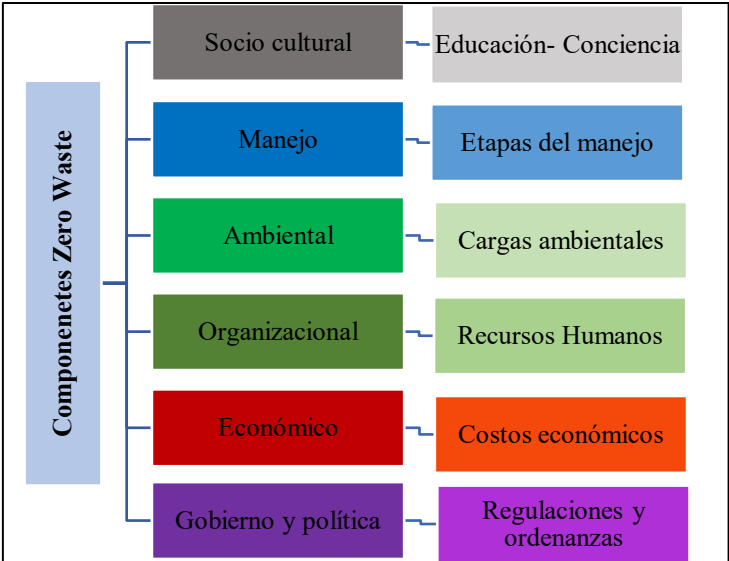 Componenetes Zero Waste
Socio cultural
Educación- Conciencia
Manejo
Etapas del manejo
Ambiental
Cargas ambientales
Organizacional
Recursos Humanos
Económico
Costos económicos
Gobierno y política
Regulaciones y
ordenanzas